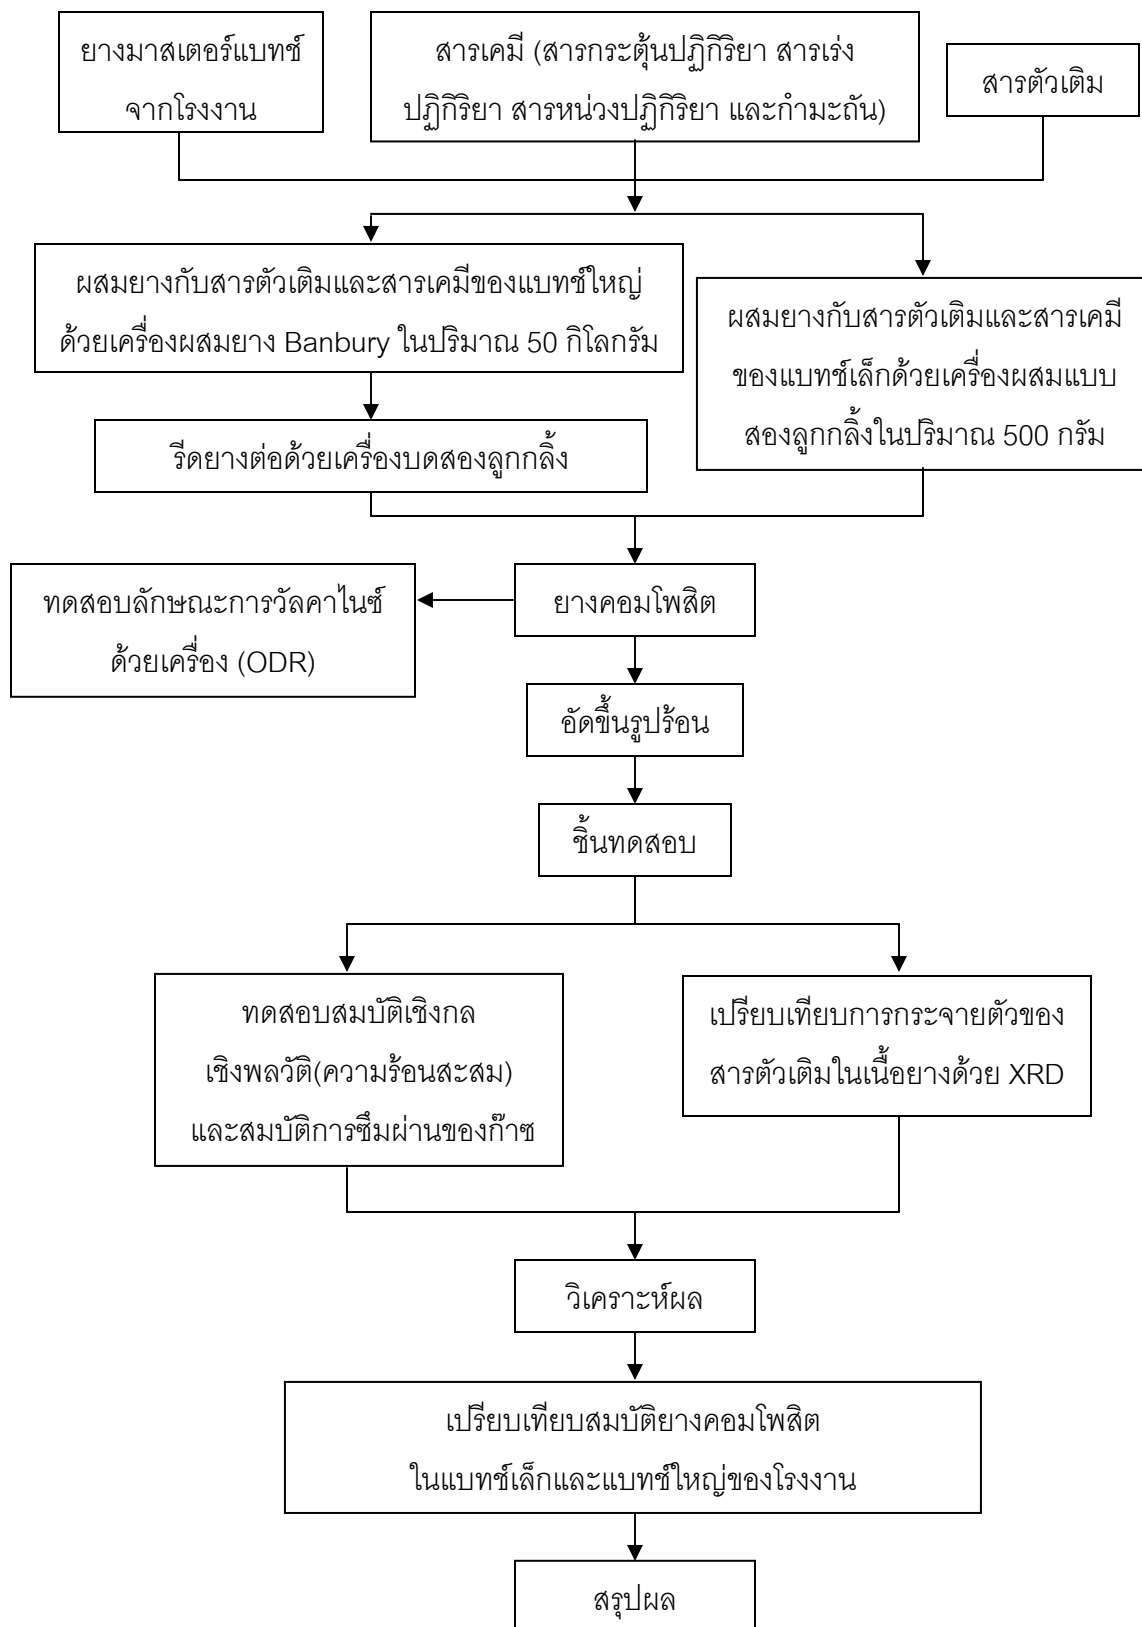 ยางมาสเตอร์แบทช์
จากโรงงาน
สารเคมี (สารกระตุ้นปฏิกิริยา สารเร่ง
ปฏิกิริยา สารหน่วงปฏิกิริยา และกำมะถัน)
สารตัวเติม
ผสมยางกับสารตัวเติมและสารเคมีของแบทช์ใหญ่
ด้วยเครื่องผสมยาง Banbury ในปริมาณ 50 กิโลกรัม
ผสมยางกับสารตัวเติมและสารเคมี
ของแบทช์เล็กด้วยเครื่องผสมแบบ
สองลูกกลิ้งในปริมาณ 500 กรัม
รีดยางต่อด้วยเครื่องบดสองลูกกลิ้ง
ทดสอบลักษณะการวัลคาไนซ์
ด้วยเครื่อง (ODR)
ยางคอมโพสิต
อัดขึ้นรูปร้อน
ชิ้นทดสอบ
ทดสอบสมบัติเชิงกล
เชิงพลวัติ(ความร้อนสะสม)
และสมบัติการซึมผ่านของก๊าซ
เปรียบเทียบการกระจายตัวของ
สารตัวเติมในเนื้อยางด้วย XRD
วิเคราะห์ผล
เปรียบเทียบสมบัติยางคอมโพสิต
ในแบทช์เล็กและแบทช์ใหญ่ของโรงงาน
สรุปผล